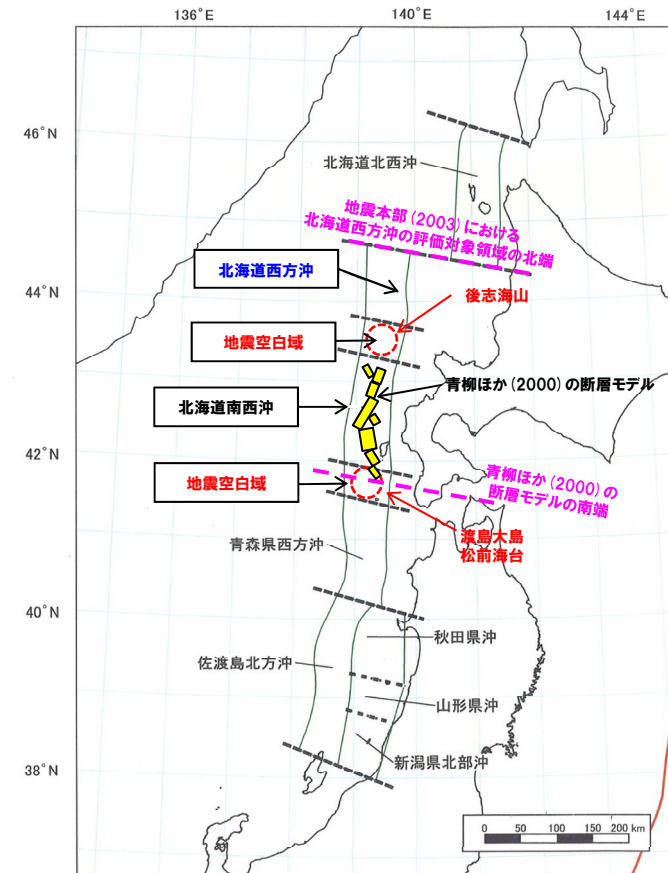 136°E
140°E
144°E
46°N
北海道北西沖
地震本部(2003)における
北海道西方沖の評価対象領域の北端
北海道西方沖
44°N
後志海山
地震空白域
青柳ほか(2000)の断層モデル
北海道南西沖
42°N
青柳ほか(2000)の
断層モデルの南端
地震空白域
渡島大島
松前海台
青森県西方沖
40°N
秋田県沖
佐渡島北方沖
山形県沖
新潟県北部沖
38°N
0 50 100 150 200 km